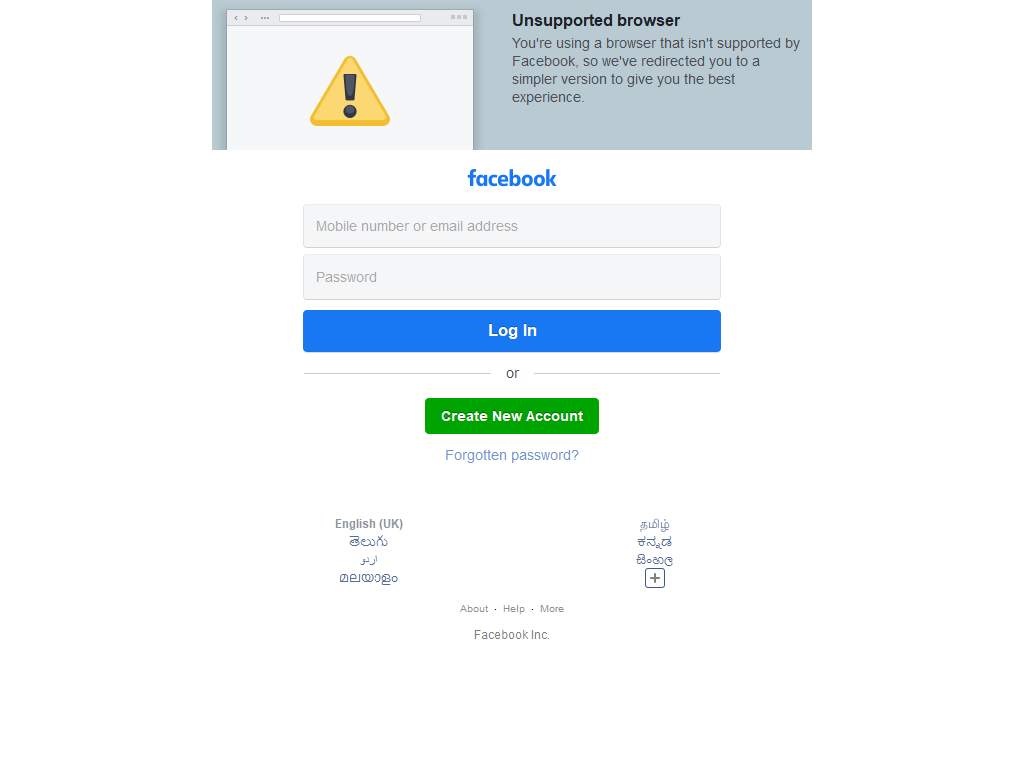 Unsupported browser
You're using a browser that isn't supported by
Facebook, so we've redirected you to a
simpler version to give you the best
experience.
facebook
Mobile number or email address
Password
Log In
or
Create New Account
Forgotten password?
English (UK)
தமிழ்
తెలుగు
ಕನ್ನಡ
اردو
සිංහල
മലയാളം
About · Help · More
Facebook Inc.